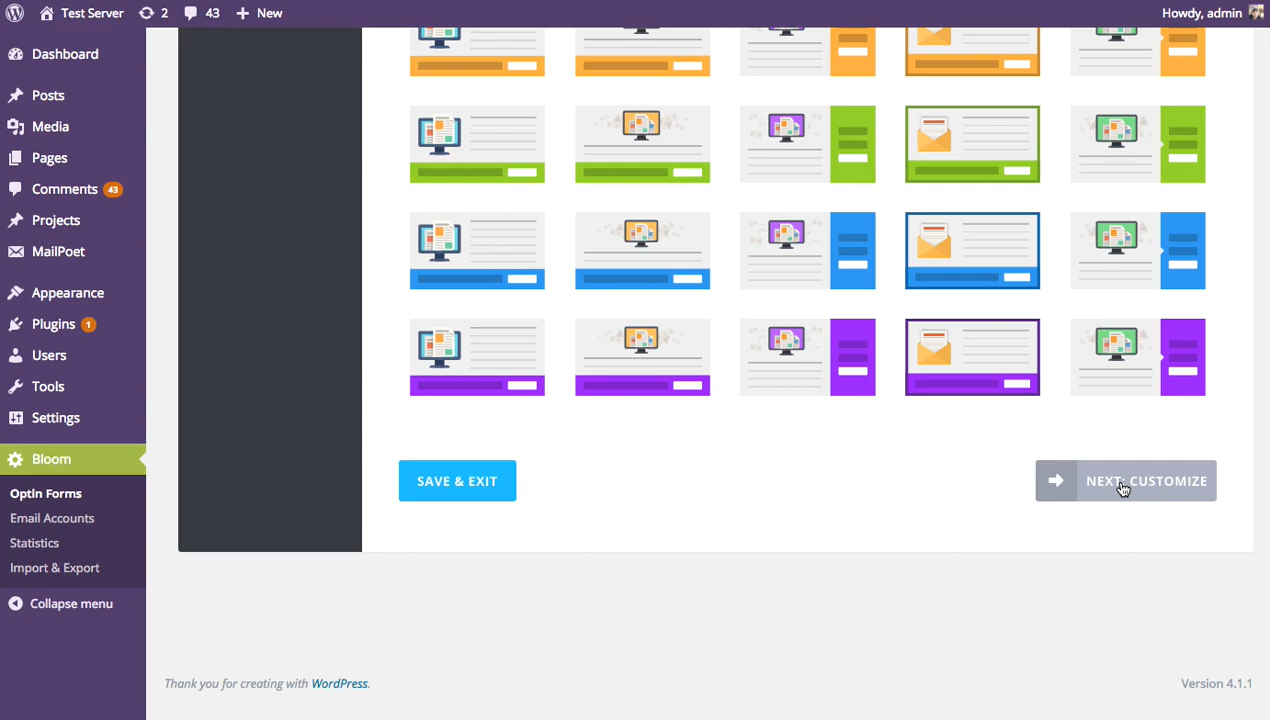 Test Server
2
43
New
Howdy, admin
Dashboard
Posts
Media
Pages
Comments 43
Projects
MailPoet
Appearance
Plugins 1
Users
Tools
Settings
Bloom
Optin Forms
Email Accounts
Statistics
Import & Export
Collapse menu
SAVE & EXIT
NEXT: CUSTOMIZE
Thank you for creating with WordPress.
Version 4.1.1